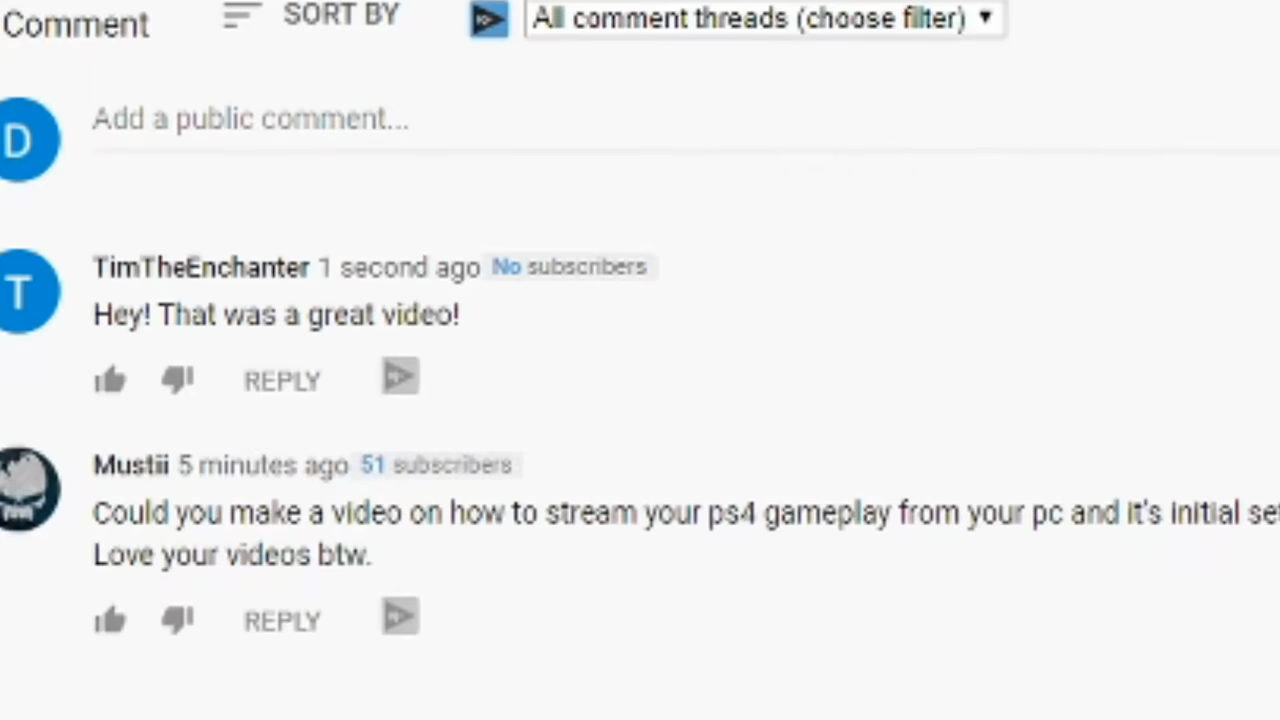 Comment SORT BY All comment threads (choose filter)
D Add a public comment...
TimTheEnchanter 1 second ago No subscribers
T Hey! That was a great video!
REPLY
Mustii 5 minutes ago 51 subscribers
Could you make a video on how to stream your ps4 gameplay from your pc and it's initial
Love your videos btw.
REPLY